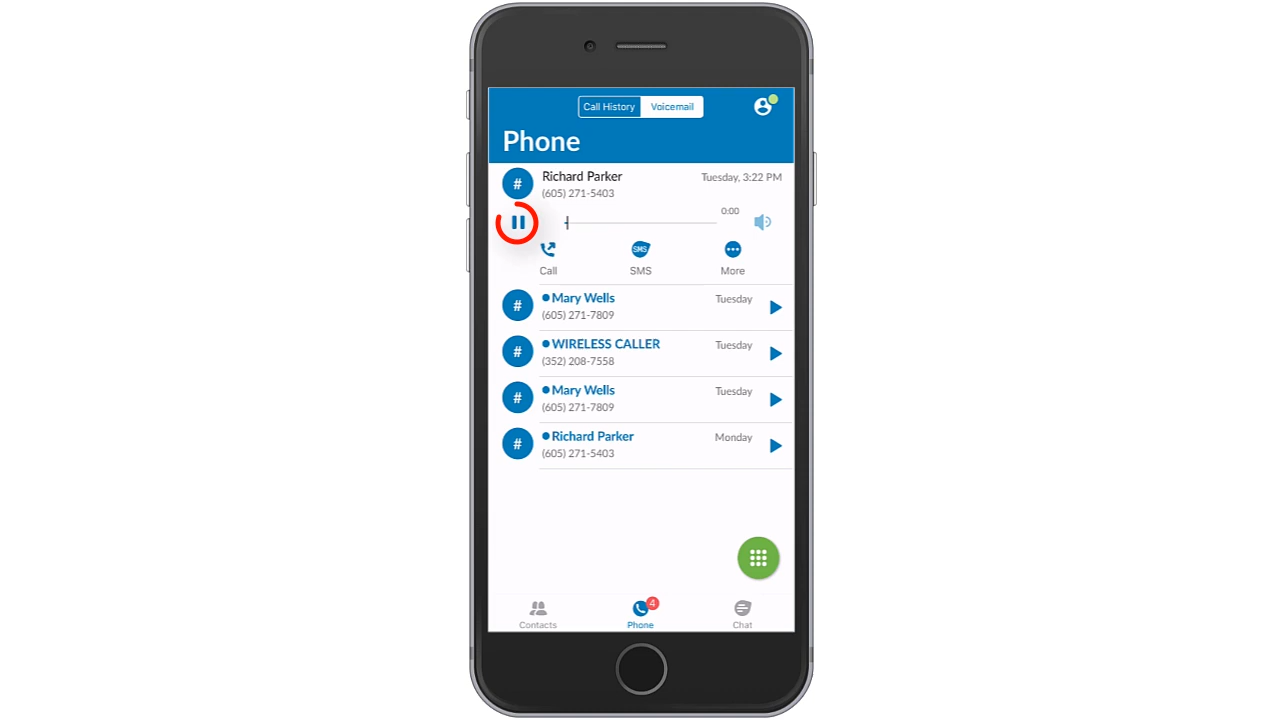 Call History Voicemail
Phone
# Richard Parker Tuesday, 3:22 PM
(605) 271-5403
0:00
SMS
Call SMS More
# Mary Wells Tuesday
(605) 271-7809
# WIRELESS CALLER Tuesday
(352) 208-7558
# Mary Wells Tuesday
(605) 271-7809
# Richard Parker Monday
(605) 271-5403
4
Contacts Phone Chat